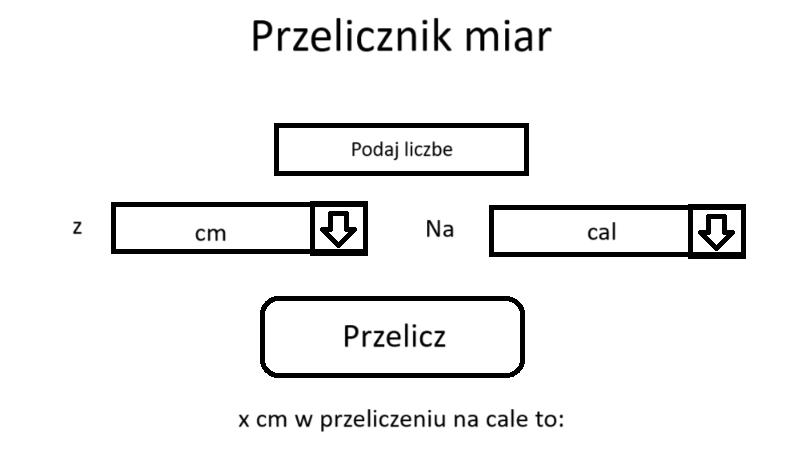 Przelicznik miar
Podaj liczbe
z cm Na cal
Przelicz
x cm w przeliczeniu na cale to: